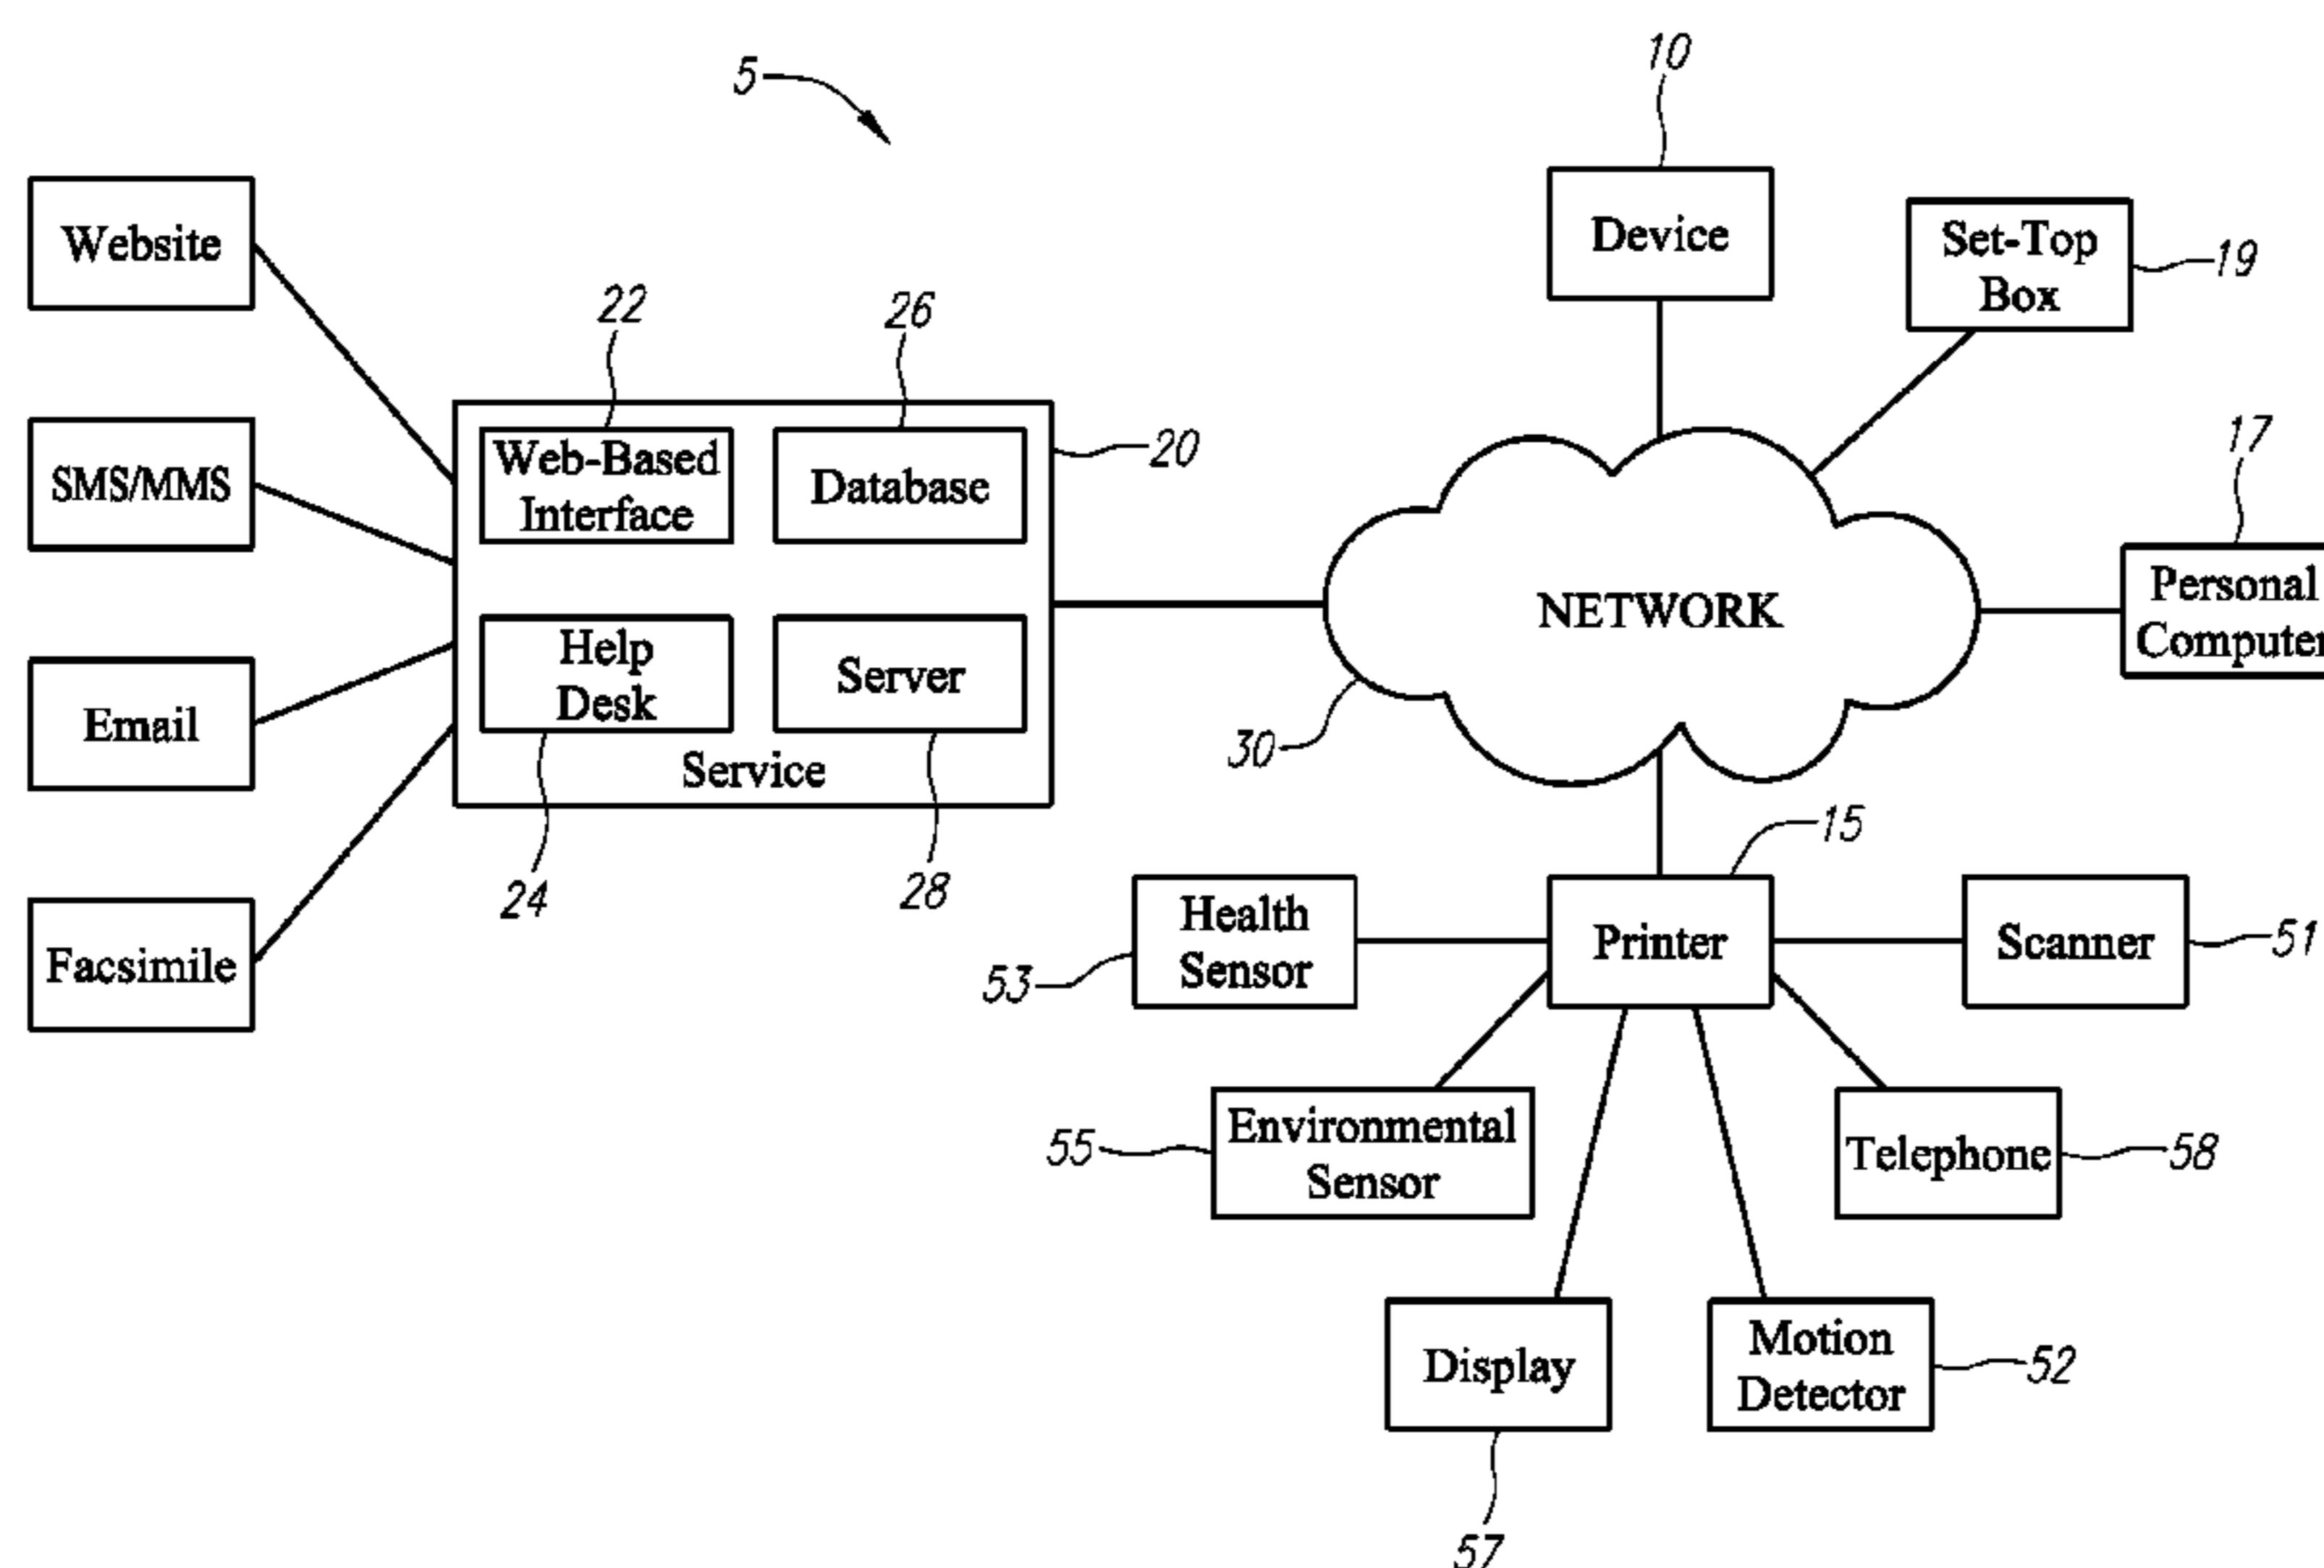 5
10
Website
Device
Set-Top
Box
19
22
26
SMS/MMS
Web-Based
Interface
Database
20
17
NETWORK
Personal
Computer
Email
Help
Desk
Server
Service
30
24
28
15
Facsimile
Health
Sensor
53
Printer
Scanner
51
Environmental
Sensor
55
Telephone
58
Display
Motion
Detector
52
57